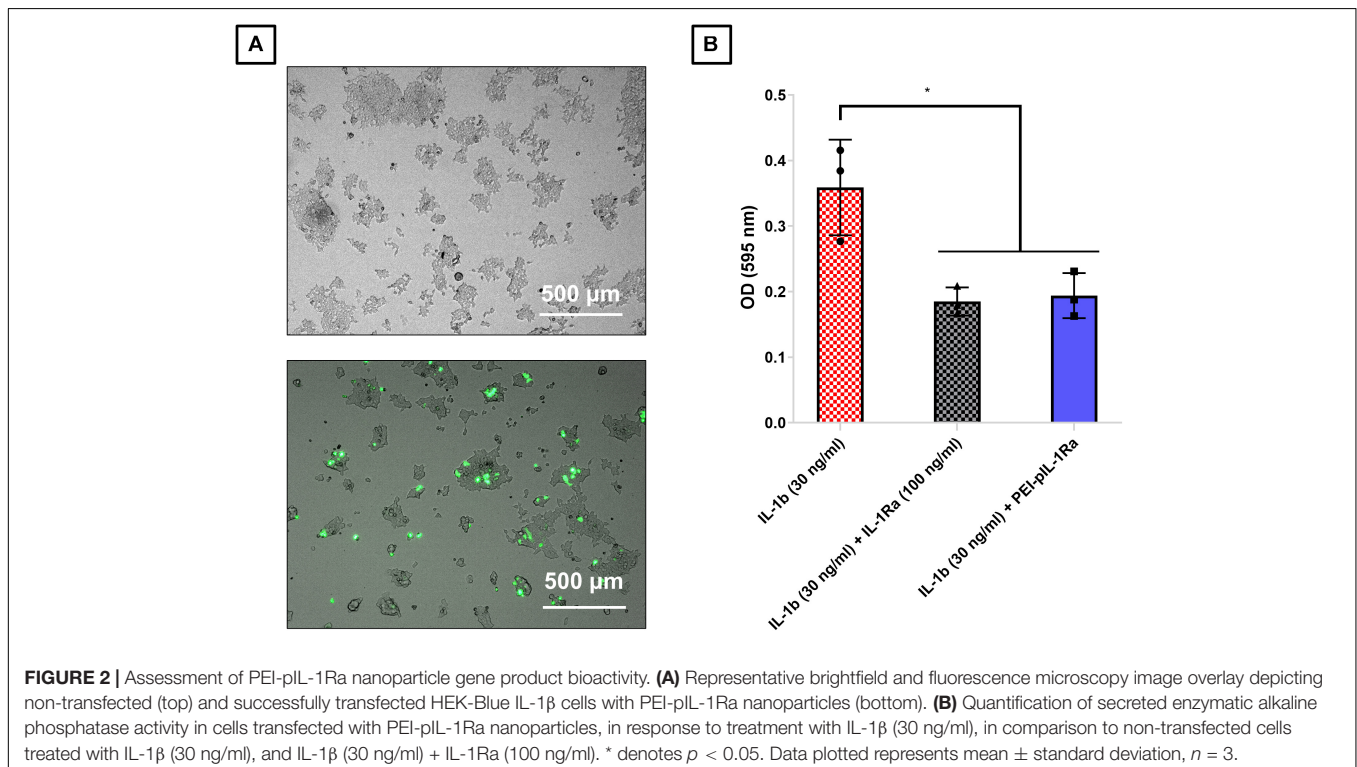 A
500 µm
500 µm
B
*
0.5
0.4
0.3
0.2
0.1
0.0
OD (595 nm)
IL-1b (30 ng/ml)
IL-1b (30 ng/ml) + IL-1Ra (100 ng/ml)
IL-1b (30 ng/ml) + PEI-pIL-1Ra
FIGURE 2 | Assessment of PEI-pIL-1Ra nanoparticle gene product bioactivity. (A) Representative brightfield and fluorescence microscopy image overlay depicting
non-transfected (top) and successfully transfected HEK-Blue IL-1β cells with PEI-pIL-1Ra nanoparticles (bottom). (B) Quantification of secreted enzymatic alkaline
phosphatase activity in cells transfected with PEI-pIL-1Ra nanoparticles, in response to treatment with IL-1β (30 ng/ml), in comparison to non-transfected cells
treated with IL-1β (30 ng/ml), and IL-1β (30 ng/ml) + IL-1Ra (100 ng/ml). * denotes p < 0.05. Data plotted represents mean ± standard deviation, n = 3.